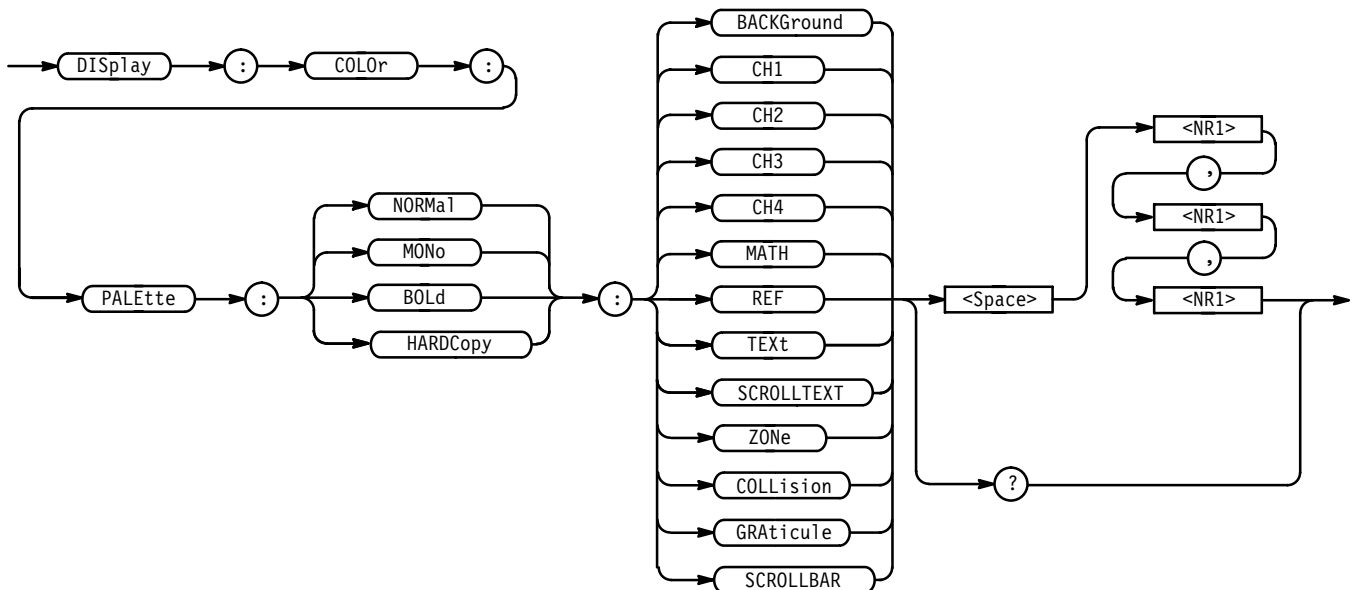 DISplay : COLOr :
PALEtte :
NORMal
MONo
BOLd
HARDCopy
:
BACKGround
CH1
CH2
CH3
CH4
MATH
REF
TEXt
SCROLLTEXT
ZONe
COLLision
GRAticule
SCROLLBAR
<Space>
<NR1>
,
<NR1>
,
<NR1>
?